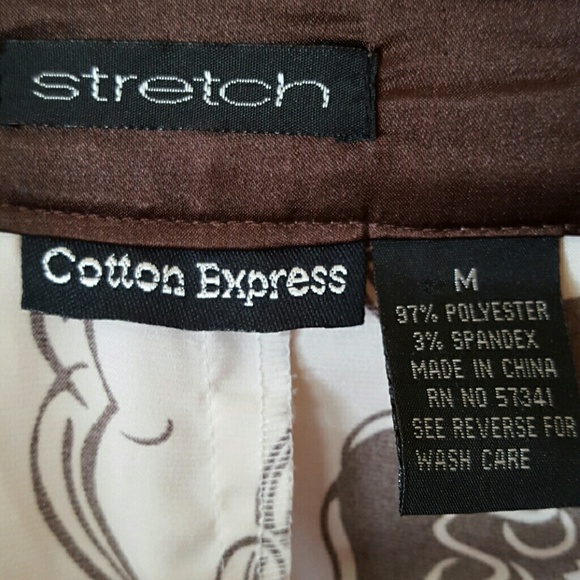 stretch
Cotton Express
M
97% POLYESTER
3% SPANDEX
MADE IN CHINA
RN NO 57341
SEE REVERSE FOR
WASH CARE